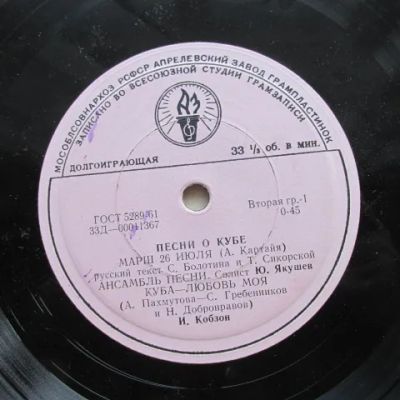 МОСОБЛСОВНАРХОЗ РСФСР АПРЕЛЕВСКИЙ ЗАВОД ГРАМПЛАСТИНОК
ЗАПИСАНО ВО ВСЕСОЮЗНОЙ СТУДИИ ГРАМЗАПИСИ
АЗ
ДОЛГОИГРАЮЩАЯ
33 ⅓ об. в мин.
ГОСТ 5289-61
33Д—00011367
Вторая гр.-1
0-45
ПЕСНИ О КУБЕ
МАРШ 26 ИЮЛЯ (А. Картайя)
русский текст С. Болотина и Т. Сикорской
АНСАМБЛЬ ПЕСНИ. Солист Ю. Якушев
КУБА—ЛЮБОВЬ МОЯ
(А. Пахмутова—С. Гребенников
и Н. Добронравов)
И. Кобзон